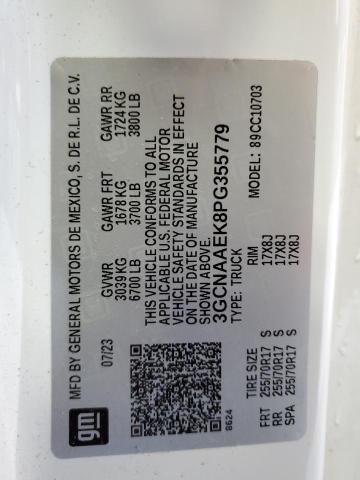 MFD BY GENERAL MOTORS DE MEXICO, S. DE R.L. DE C.V.
07/23
GVWR GAWR FRT GAWR RR
3039 KG 1678 KG 1724 KG
6700 LB 3700 LB 3800 LB
THIS VEHICLE CONFORMS TO ALL
APPLICABLE U.S. FEDERAL MOTOR
VEHICLE SAFETY STANDARDS IN EFFECT
ON THE DATE OF MANUFACTURE
SHOWN ABOVE.
3GCNAAEK8PG355779
TYPE: TRUCK MODEL: 89CC10703
gm
8624
TIRE SIZE RIM
FRT 255/70R17 S 17X8J
RR 255/70R17 S 17X8J
SPA 255/70R17 S 17X8J